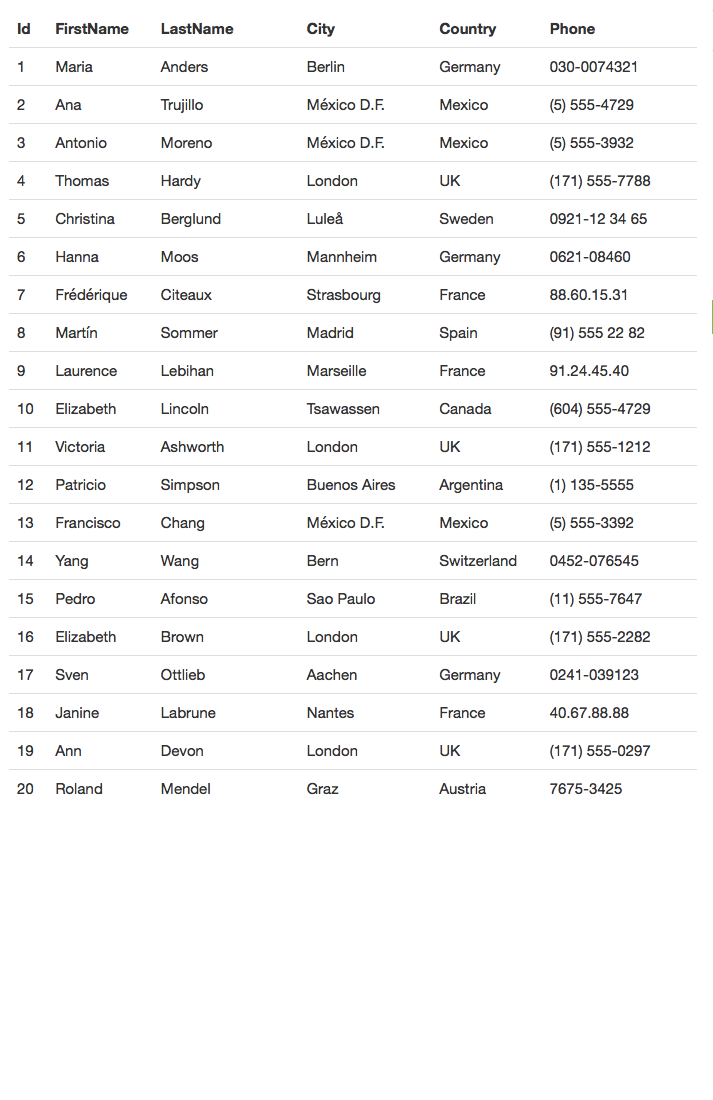 Id FirstName LastName City Country Phone
1 Maria Anders Berlin Germany 030-0074321
2 Ana Trujillo México D.F. Mexico (5) 555-4729
3 Antonio Moreno México D.F. Mexico (5) 555-3932
4 Thomas Hardy London UK (171) 555-7788
5 Christina Berglund Luleå Sweden 0921-12 34 65
6 Hanna Moos Mannheim Germany 0621-08460
7 Frédérique Citeaux Strasbourg France 88.60.15.31
8 Martín Sommer Madrid Spain (91) 555 22 82
9 Laurence Lebihan Marseille France 91.24.45.40
10 Elizabeth Lincoln Tsawassen Canada (604) 555-4729
11 Victoria Ashworth London UK (171) 555-1212
12 Patricio Simpson Buenos Aires Argentina (1) 135-5555
13 Francisco Chang México D.F. Mexico (5) 555-3392
14 Yang Wang Bern Switzerland 0452-076545
15 Pedro Afonso Sao Paulo Brazil (11) 555-7647
16 Elizabeth Brown London UK (171) 555-2282
17 Sven Ottlieb Aachen Germany 0241-039123
18 Janine Labrune Nantes France 40.67.88.88
19 Ann Devon London UK (171) 555-0297
20 Roland Mendel Graz Austria 7675-3425